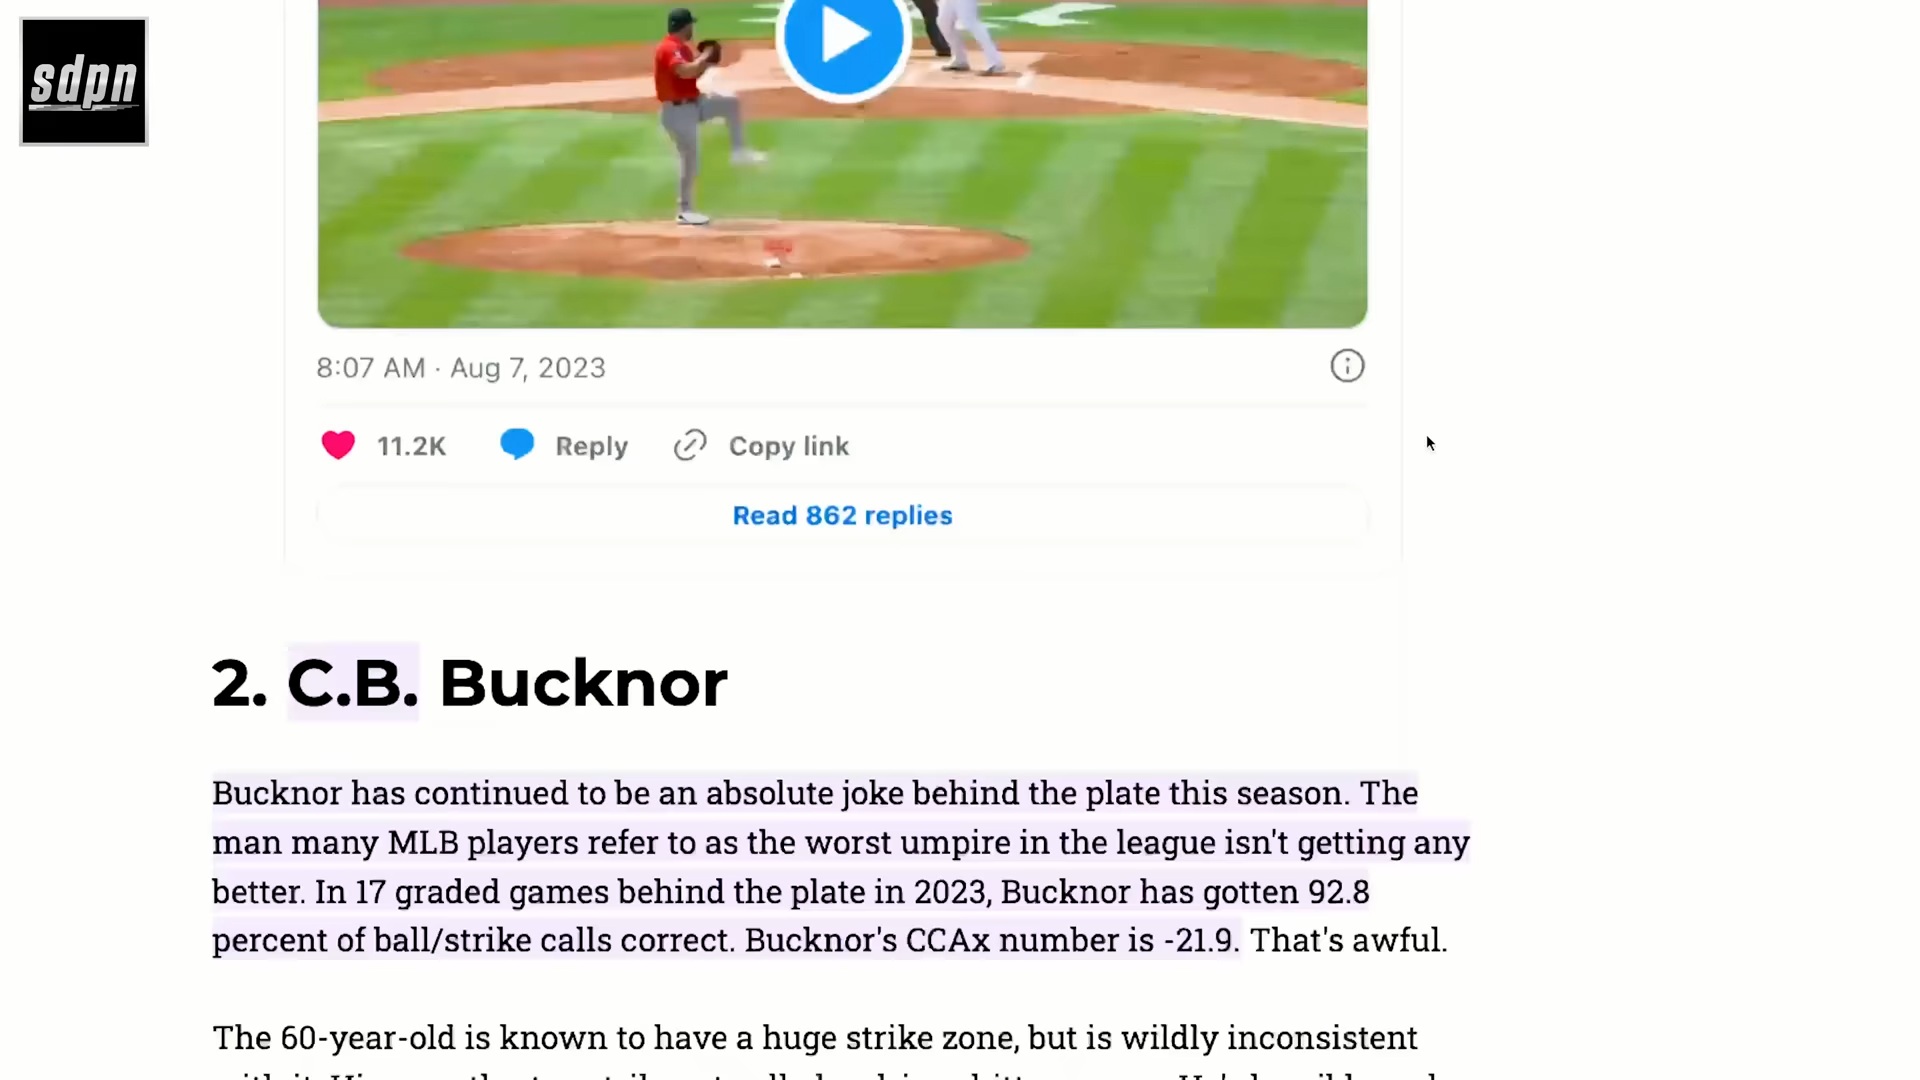 sdpn
8:07 AM · Aug 7, 2023
11.2K Reply Copy link
Read 862 replies
2. C.B. Bucknor
Bucknor has continued to be an absolute joke behind the plate this season. The
man many MLB players refer to as the worst umpire in the league isn't getting any
better. In 17 graded games behind the plate in 2023, Bucknor has gotten 92.8
percent of ball/strike calls correct. Bucknor's CCAx number is -21.9. That's awful.
The 60-year-old is known to have a huge strike zone, but is wildly inconsistent